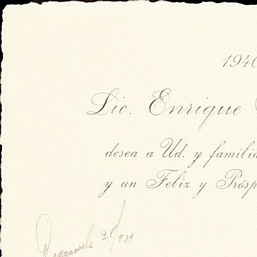 1940
Lic. Enrique
desea a Ud. y familia
y un Feliz y Prósp